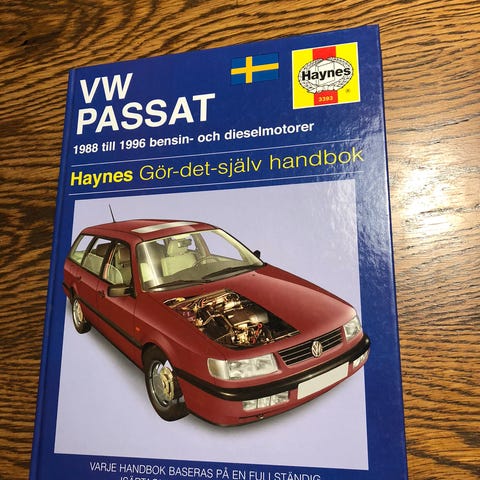 VW
PASSAT
Haynes
3393
®
1988 till 1996 bensin- och dieselmotorer
Haynes Gör-det-själv handbok
VARJE HANDBOK BASERAS PÅ EN FULLSTÄNDIG